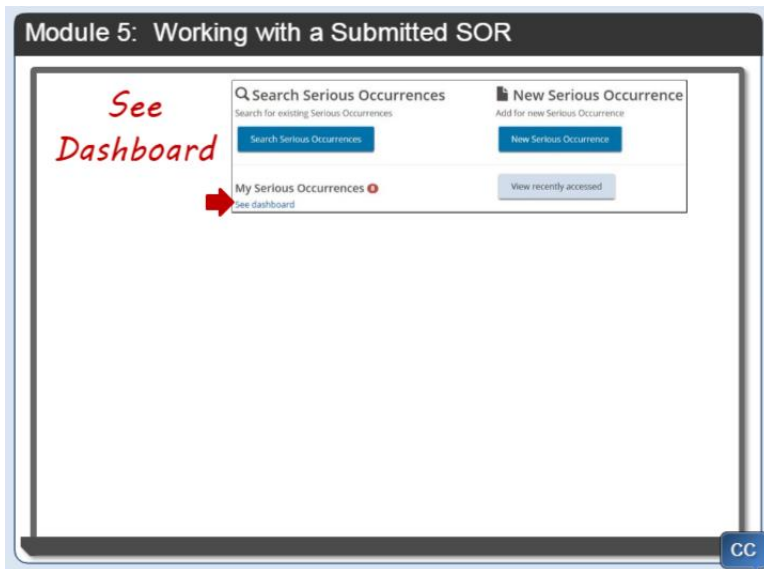 Module 5: Working with a Submitted SOR
See
Dashboard
Search Serious Occurrences
Search for existing Serious Occurrences
Search Serious Occurrences
New Serious Occurrence
Add for new Serious Occurrence
New Serious Occurrence
My Serious Occurrences
See dashboard
View recently accessed
CC